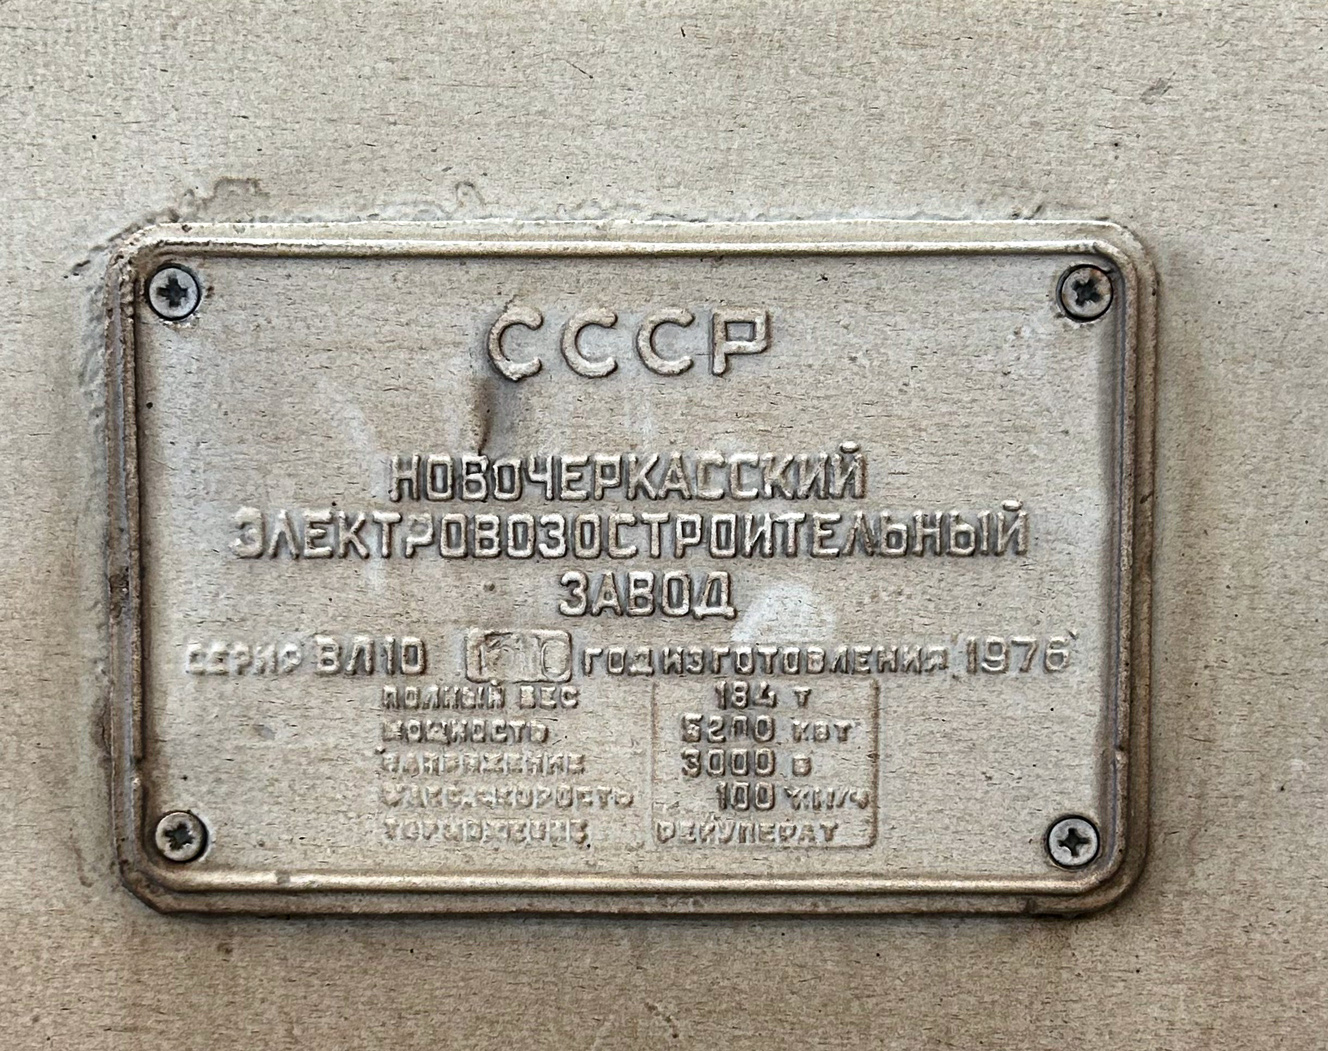 СССР
НОВОЧЕРКАССКИЙ
ЭЛЕКТРОВОЗОСТРОИТЕЛЬНЫЙ
ЗАВОД
СЕРИЯ ВЛ10 ГОД ИЗГОТОВЛЕНИЯ 1976
ПОЛНЫЙ ВЕС 184 Т
МОЩНОСТЬ 5200 КВТ
НАПРЯЖЕНИЕ 3000 В
МАКС.СКОРОСТЬ 100 КМ/Ч
ТОРМОЖЕНИЕ РЕКУПЕРАТ